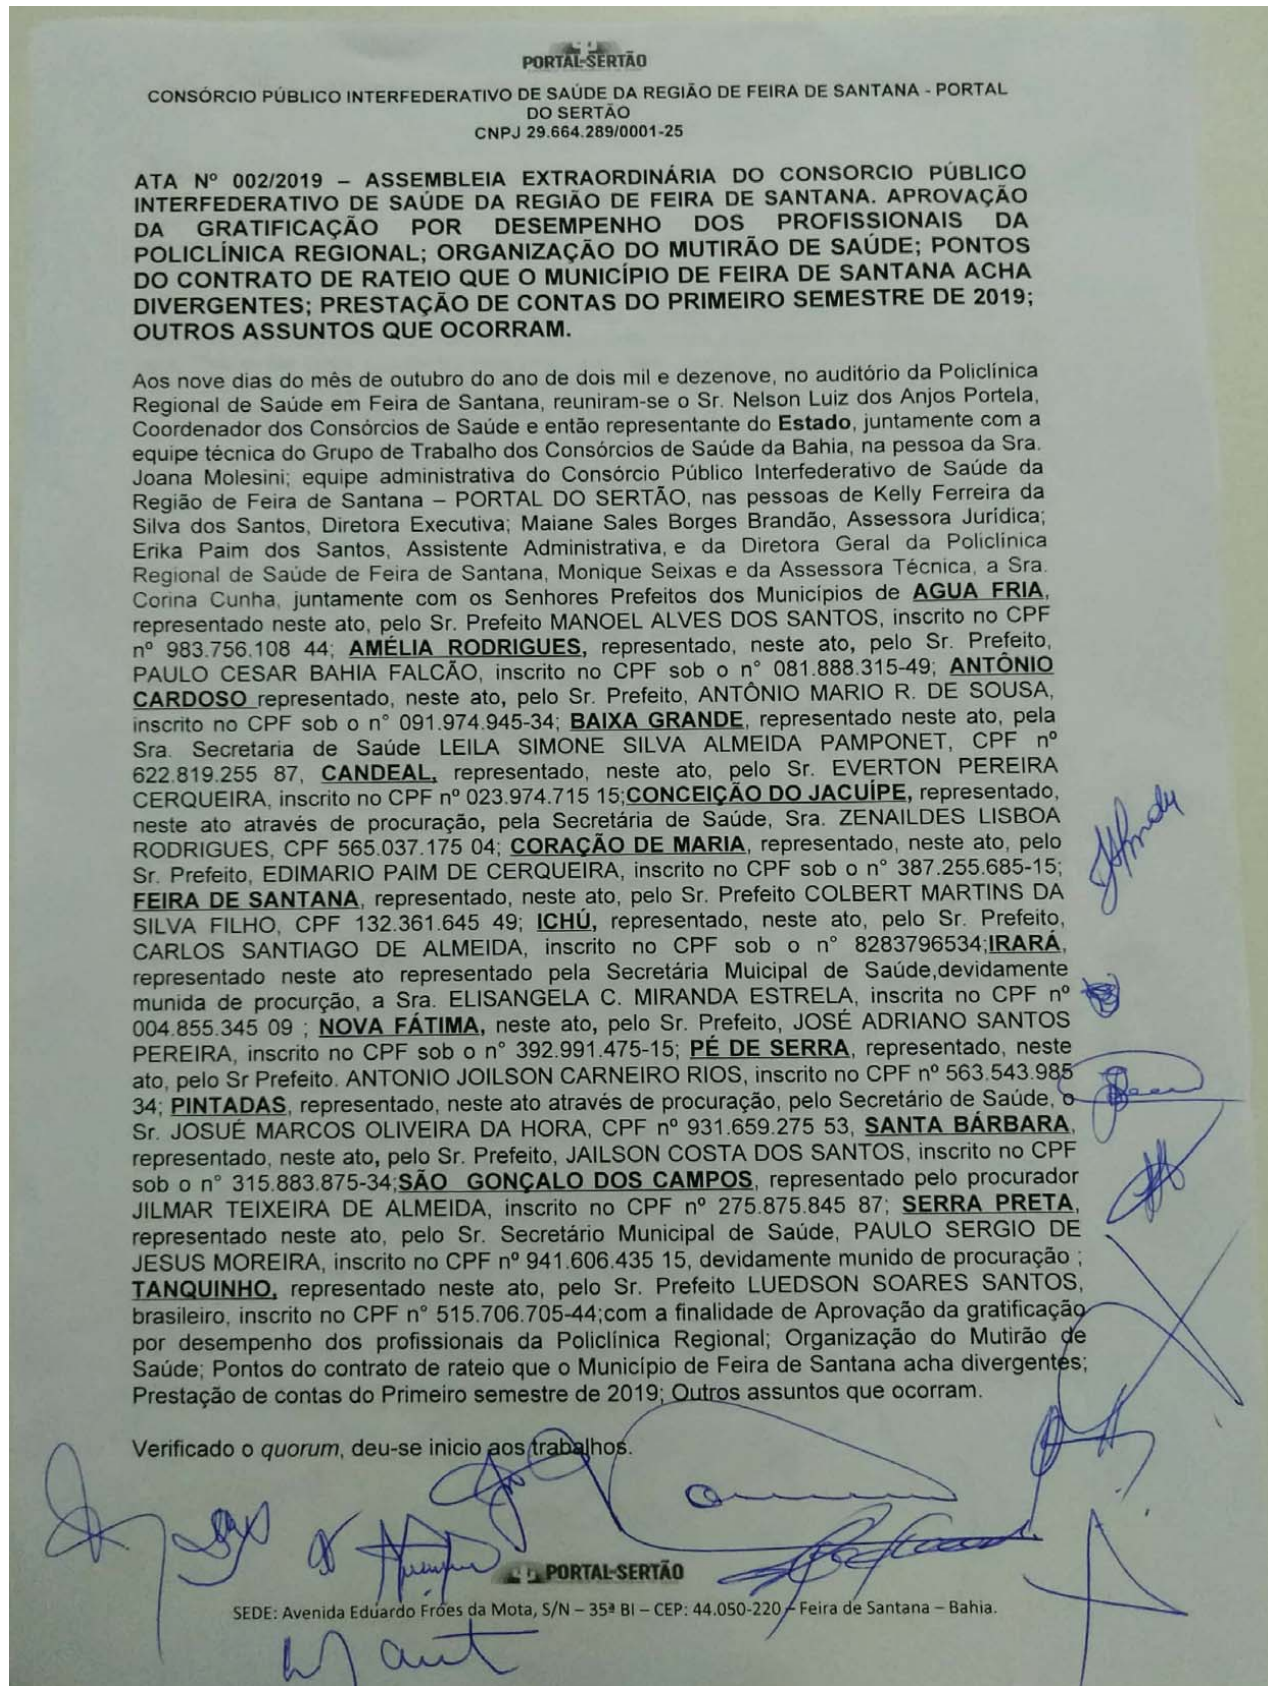 PORTAL-SERTÃO
CONSÓRCIO PÚBLICO INTERFEDERATIVO DE SAÚDE DA REGIÃO DE FEIRA DE SANTANA - PORTAL
DO SERTÃO
CNPJ 29.664.289/0001-25
ATA Nº 002/2019 – ASSEMBLEIA EXTRAORDINÁRIA DO CONSORCIO PÚBLICO
INTERFEDERATIVO DE SAÚDE DA REGIÃO DE FEIRA DE SANTANA. APROVAÇÃO
DA GRATIFICAÇÃO POR DESEMPENHO DOS PROFISSIONAIS DA
POLICLÍNICA REGIONAL; ORGANIZAÇÃO DO MUTIRÃO DE SAÚDE; PONTOS
DO CONTRATO DE RATEIO QUE O MUNICÍPIO DE FEIRA DE SANTANA ACHA
DIVERGENTES; PRESTAÇÃO DE CONTAS DO PRIMEIRO SEMESTRE DE 2019;
OUTROS ASSUNTOS QUE OCORRAM.
Aos nove dias do mês de outubro do ano de dois mil e dezenove, no auditório da Policlínica
Regional de Saúde em Feira de Santana, reuniram-se o Sr. Nelson Luiz dos Anjos Portela,
Coordenador dos Consórcios de Saúde e então representante do Estado, juntamente com a
equipe técnica do Grupo de Trabalho dos Consórcios de Saúde da Bahia, na pessoa da Sra.
Joana Molesini; equipe administrativa do Consórcio Público Interfederativo de Saúde da
Região de Feira de Santana – PORTAL DO SERTÃO, nas pessoas de Kelly Ferreira da
Silva dos Santos, Diretora Executiva; Maiane Sales Borges Brandão, Assessora Jurídica;
Erika Paim dos Santos, Assistente Administrativa, e da Diretora Geral da Policlínica
Regional de Saúde de Feira de Santana, Monique Seixas e da Assessora Técnica, a Sra.
Corina Cunha, juntamente com os Senhores Prefeitos dos Municípios de AGUA FRIA,
representado neste ato, pelo Sr. Prefeito MANOEL ALVES DOS SANTOS, inscrito no CPF
nº 983.756.108 44; AMÉLIA RODRIGUES, representado, neste ato, pelo Sr. Prefeito,
PAULO CESAR BAHIA FALCÃO, inscrito no CPF sob o n° 081.888.315-49; ANTÔNIO
CARDOSO representado, neste ato, pelo Sr. Prefeito, ANTÔNIO MARIO R. DE SOUSA,
inscrito no CPF sob o n° 091.974.945-34; BAIXA GRANDE, representado neste ato, pela
Sra. Secretaria de Saúde LEILA SIMONE SILVA ALMEIDA PAMPONET, CPF nº
622.819.255 87, CANDEAL, representado, neste ato, pelo Sr. EVERTON PEREIRA
CERQUEIRA, inscrito no CPF nº 023.974.715 15;CONCEIÇÃO DO JACUÍPE, representado,
neste ato através de procuração, pela Secretária de Saúde, Sra. ZENAILDES LISBOA
RODRIGUES, CPF 565.037.175 04; CORAÇÃO DE MARIA, representado, neste ato, pelo
Sr. Prefeito, EDIMARIO PAIM DE CERQUEIRA, inscrito no CPF sob o n° 387.255.685-15;
FEIRA DE SANTANA, representado, neste ato, pelo Sr. Prefeito COLBERT MARTINS DA
SILVA FILHO, CPF 132.361.645 49; ICHÚ, representado, neste ato, pelo Sr. Prefeito,
CARLOS SANTIAGO DE ALMEIDA, inscrito no CPF sob o n° 8283796534;IRARÁ,
representado neste ato representado pela Secretária Muicipal de Saúde,devidamente
munida de procurção, a Sra. ELISANGELA C. MIRANDA ESTRELA, inscrita no CPF nº
004.855.345 09 ; NOVA FÁTIMA, neste ato, pelo Sr. Prefeito, JOSÉ ADRIANO SANTOS
PEREIRA, inscrito no CPF sob o n° 392.991.475-15; PÉ DE SERRA, representado, neste
ato, pelo Sr Prefeito. ANTONIO JOILSON CARNEIRO RIOS, inscrito no CPF nº 563.543.985
34; PINTADAS, representado, neste ato através de procuração, pelo Secretário de Saúde, o
Sr. JOSUÉ MARCOS OLIVEIRA DA HORA, CPF nº 931.659.275 53, SANTA BÁRBARA,
representado, neste ato, pelo Sr. Prefeito, JAILSON COSTA DOS SANTOS, inscrito no CPF
sob o n° 315.883.875-34;SÃO GONÇALO DOS CAMPOS, representado pelo procurador
JILMAR TEIXEIRA DE ALMEIDA, inscrito no CPF nº 275.875.845 87; SERRA PRETA,
representado neste ato, pelo Sr. Secretário Municipal de Saúde, PAULO SERGIO DE
JESUS MOREIRA, inscrito no CPF nº 941.606.435 15, devidamente munido de procuração ;
TANQUINHO, representado neste ato, pelo Sr. Prefeito LUEDSON SOARES SANTOS,
brasileiro, inscrito no CPF n° 515.706.705-44;com a finalidade de Aprovação da gratificação
por desempenho dos profissionais da Policlínica Regional; Organização do Mutirão de
Saúde; Pontos do contrato de rateio que o Município de Feira de Santana acha divergentes;
Prestação de contas do Primeiro semestre de 2019; Outros assuntos que ocorram.
Verificado o quorum, deu-se inicio aos trabalhos.
PORTAL-SERTÃO
SEDE: Avenida Eduardo Fróes da Mota, S/N – 35ª BI – CEP: 44.050-220 – Feira de Santana – Bahia.